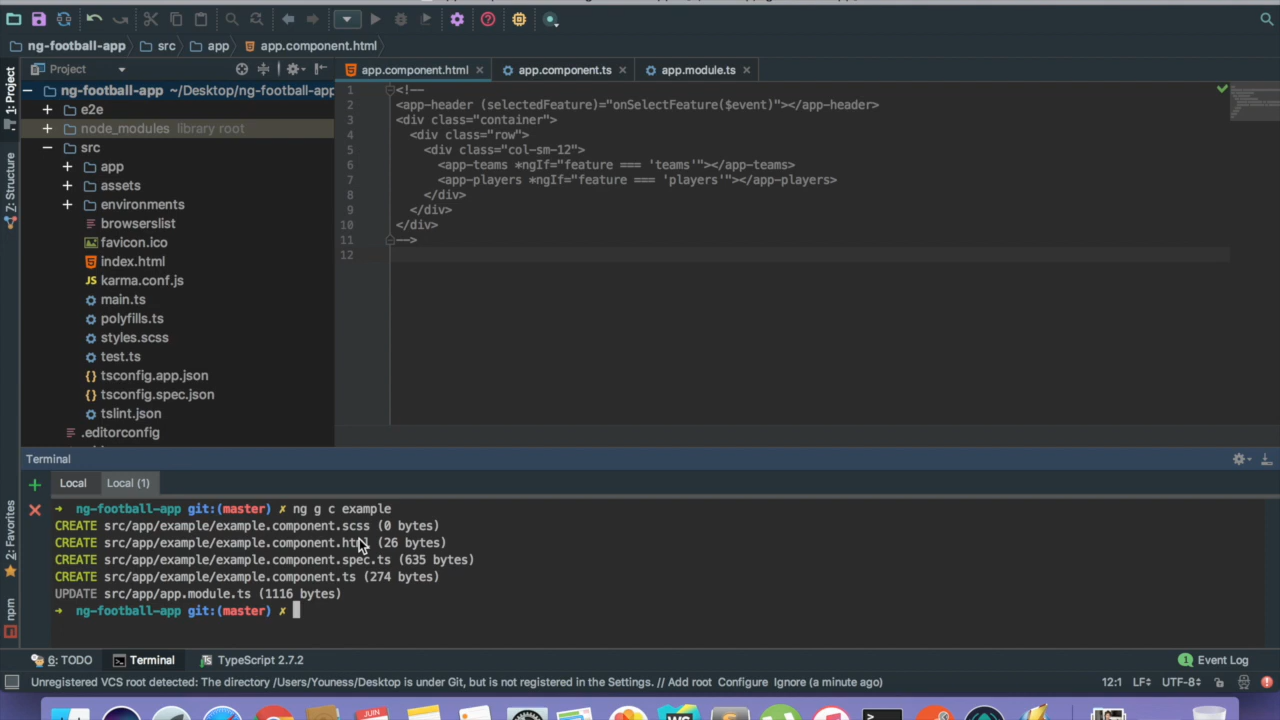 ng-football-app src app app.component.html
1: Project
Project
app.component.html app.component.ts app.module.ts
ng-football-app ~/Desktop/ng-football-app
e2e
node_modules library root
src
app
assets
environments
browserslist
favicon.ico
index.html
JS karma.conf.js
main.ts
polyfills.ts
styles.scss
test.ts
{} tsconfig.app.json
{} tsconfig.spec.json
tslint.json
.editorconfig
1 <!--
2 <app-header (selectedFeature)="onSelectFeature($event)"></app-header>
3 <div class="container">
4 <div class="row">
5 <div class="col-sm-12">
6 <app-teams *ngIf="feature === 'teams'"></app-teams>
7 <app-players *ngIf="feature === 'players'"></app-players>
8 </div>
9 </div>
10 </div>
11 -->
12
Z: Structure
2: Favorites
npm
Terminal
Local Local (1)
➜ ng-football-app git:(master) ✗ ng g c example
CREATE src/app/example/example.component.scss (0 bytes)
CREATE src/app/example/example.component.html (26 bytes)
CREATE src/app/example/example.component.spec.ts (635 bytes)
CREATE src/app/example/example.component.ts (274 bytes)
UPDATE src/app/app.module.ts (1116 bytes)
➜ ng-football-app git:(master) ✗
6: TODO Terminal TypeScript 2.7.2 1 Event Log
Unregistered VCS root detected: The directory /Users/Youness/Desktop is under Git, but is not registered in the Settings. // Add root Configure Ignore (a minute ago) 12:1 LF UTF-8
JUIN WS